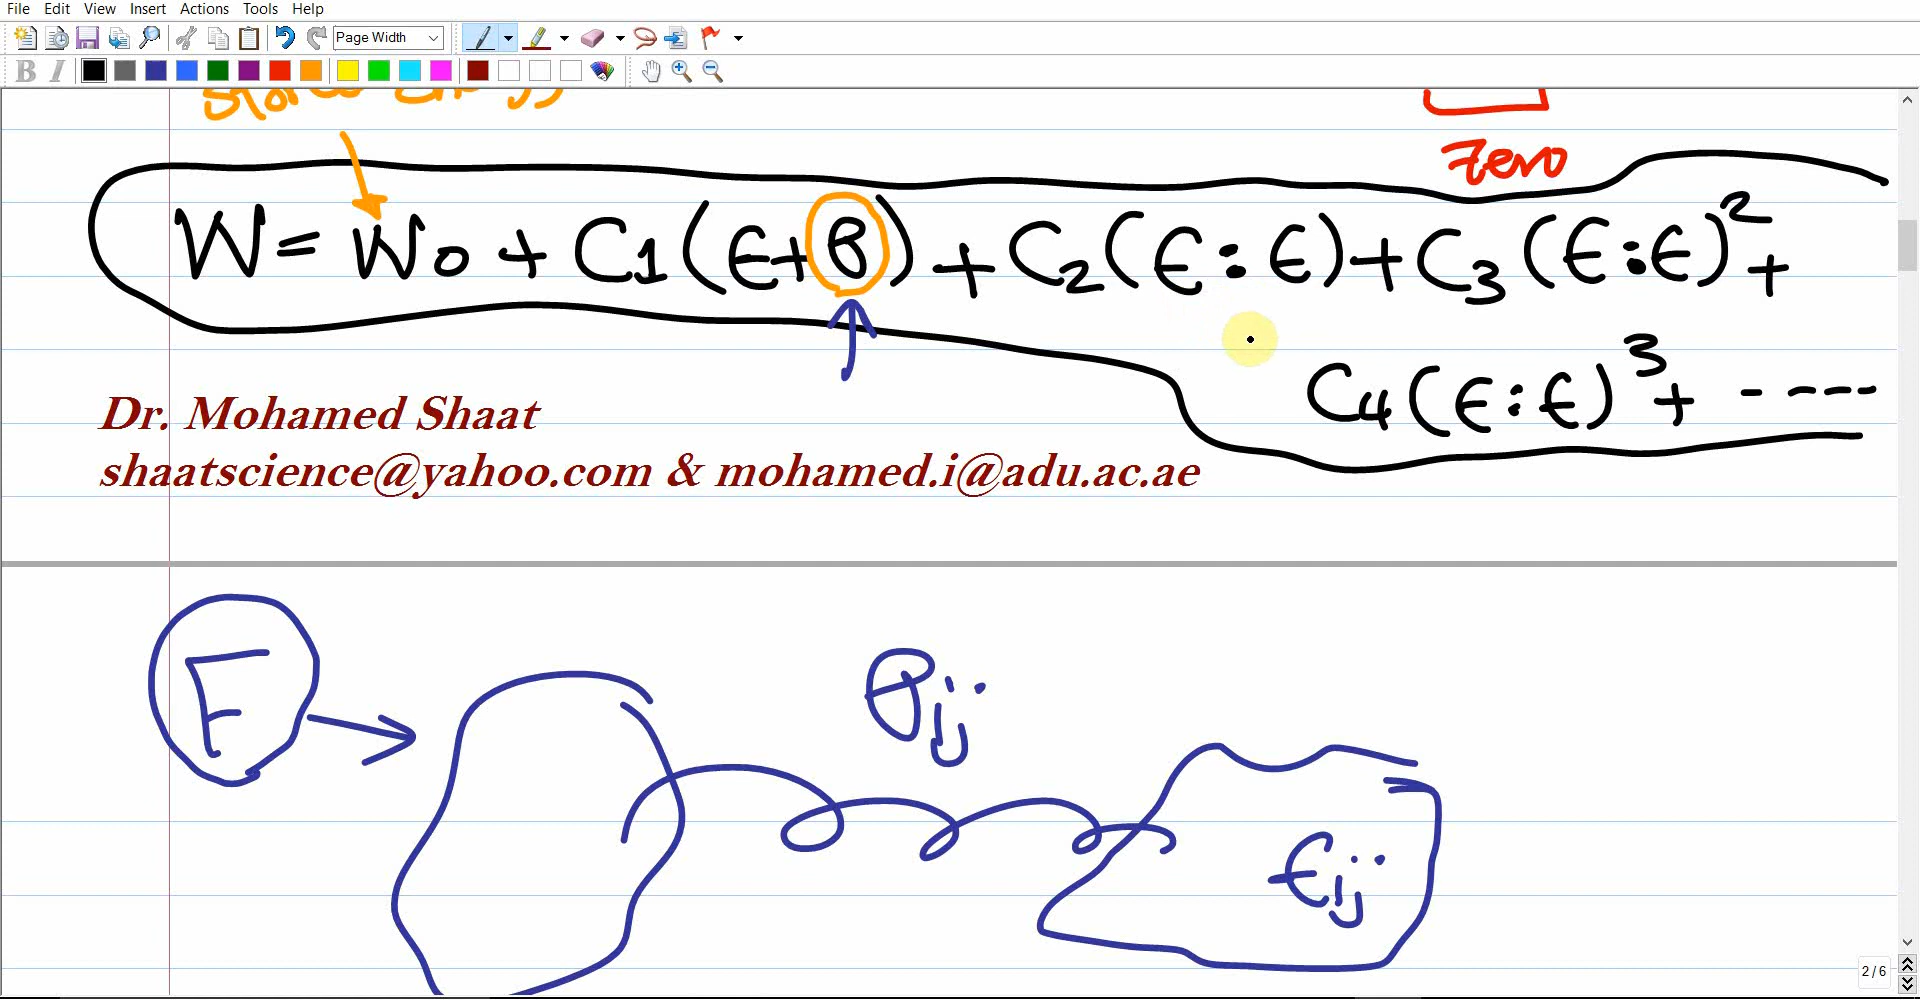 File Edit View Insert Actions Tools Help
Page Width
B I
Zero
W = W₀ + C1 (ϵ + B) + C₂ (ϵ : ϵ) + C₃ (ϵ : ϵ)² +
C₄ (ϵ : ϵ)³ + - ----
Dr. Mohamed Shaat
shaatscience@yahoo.com & mohamed.i@adu.ac.ae
F
ϵij
2 / 6